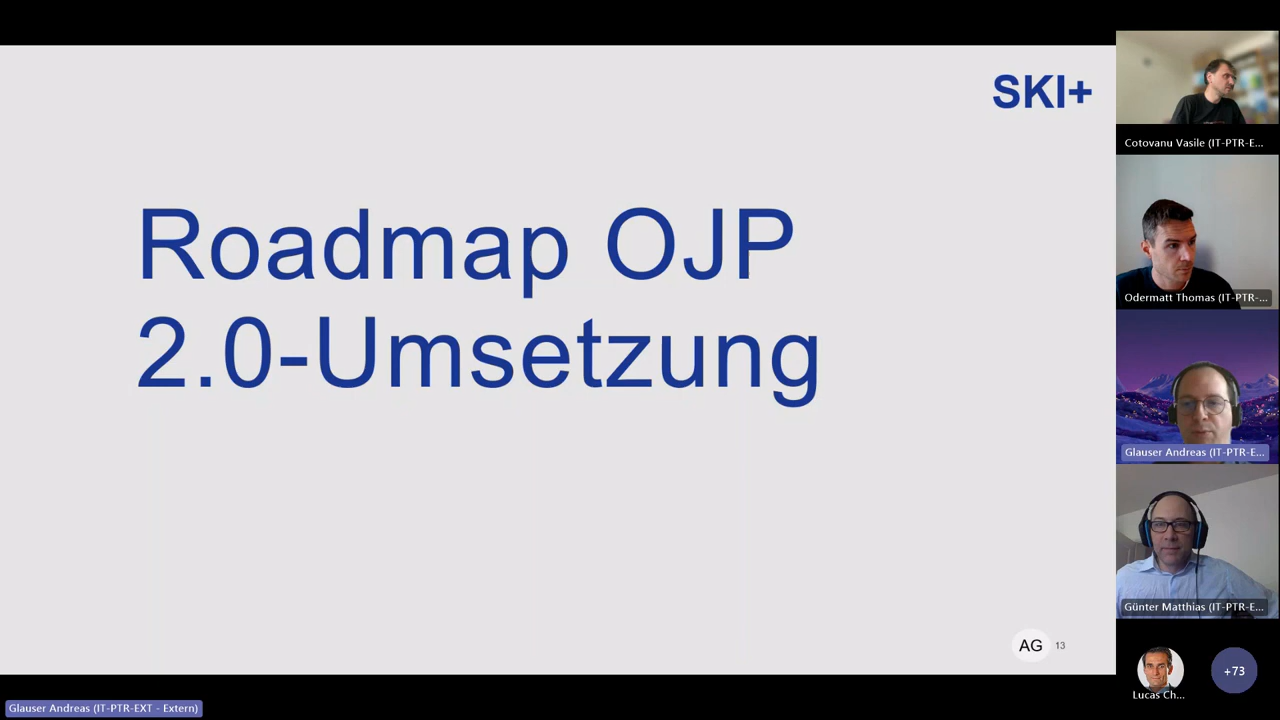 SKI+
Roadmap OJP
2.0-Umsetzung
AG 13
Cotovanu Vasile (IT-PTR-E...
Odermatt Thomas (IT-PTR-...
Glauser Andreas (IT-PTR-E...
Günter Matthias (IT-PTR-E...
Lucas Ch...
+73
Glauser Andreas (IT-PTR-EXT - Extern)